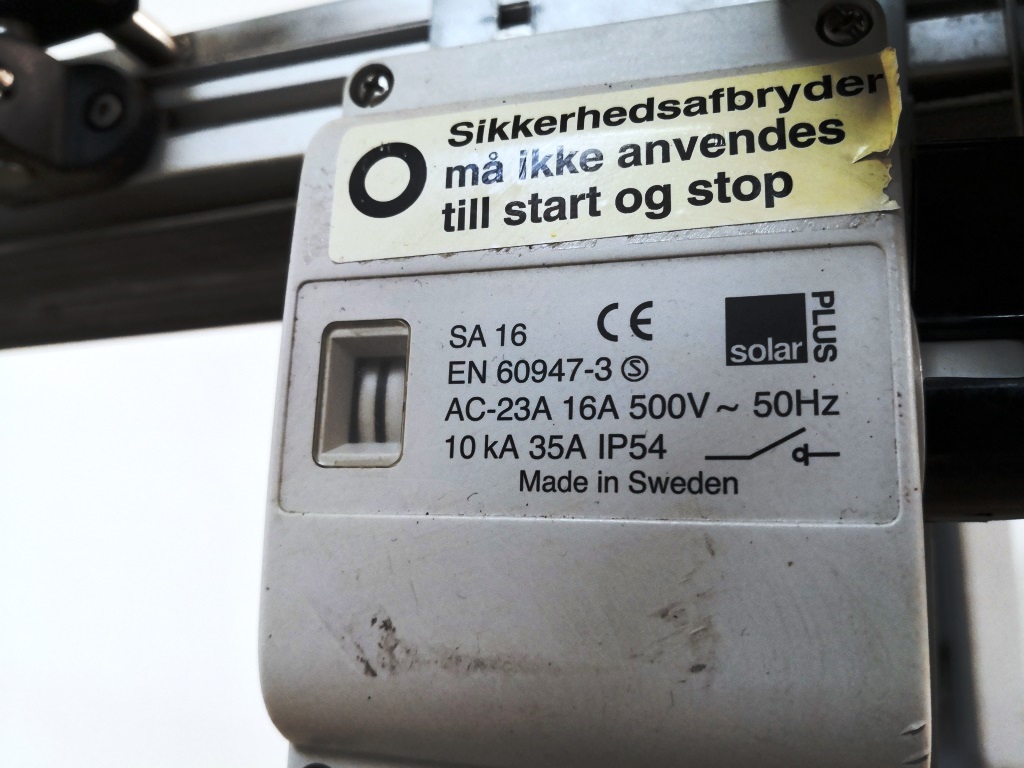 Sikkerhedsafbryder
må ikke anvendes
till start og stop
SA 16
CE
solar
PLUS
EN 60947-3 Ⓢ
AC-23A 16A 500V ~ 50Hz
10 kA 35A IP54
Made in Sweden